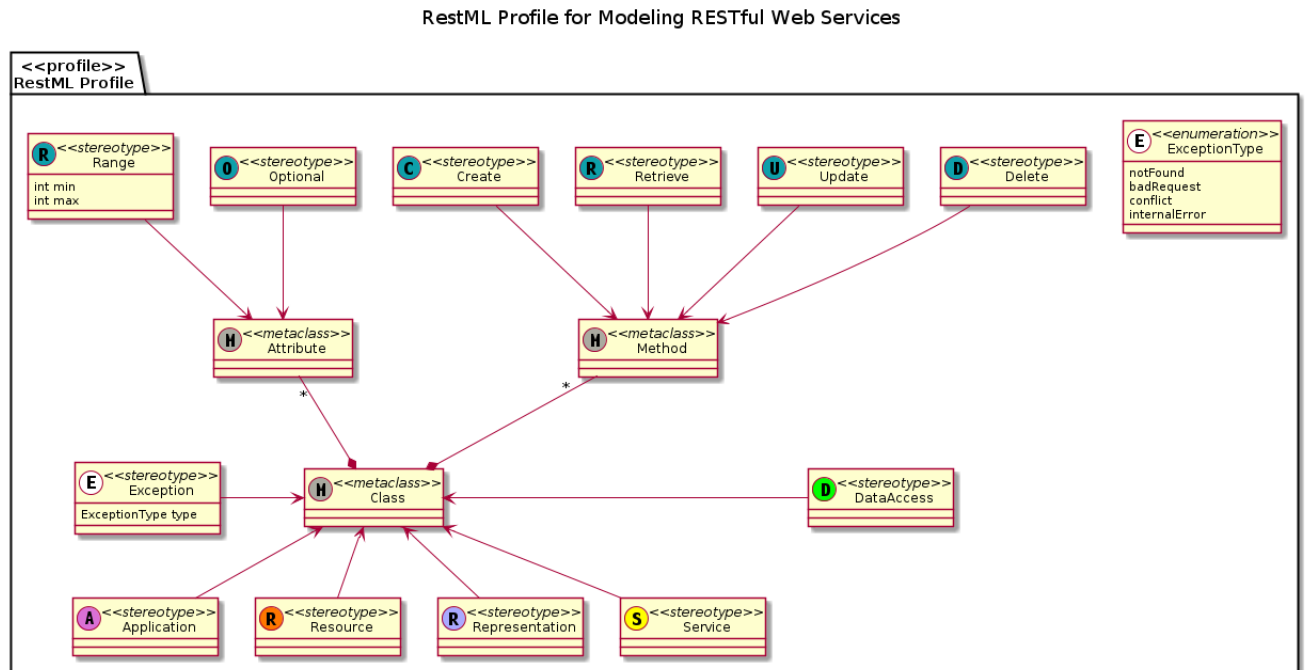 RestML Profile for Modeling RESTful Web Services
<<profile>>
RestML Profile
R <<stereotype>>
Range
int min
int max
O <<stereotype>>
Optional
C <<stereotype>>
Create
R <<stereotype>>
Retrieve
U <<stereotype>>
Update
D <<stereotype>>
Delete
E <<enumeration>>
ExceptionType
notFound
badRequest
conflict
internalError
M <<metaclass>>
Attribute
M <<metaclass>>
Method
*
*
E <<stereotype>>
Exception
ExceptionType type
M <<metaclass>>
Class
D <<stereotype>>
DataAccess
A <<stereotype>>
Application
R <<stereotype>>
Resource
R <<stereotype>>
Representation
S <<stereotype>>
Service